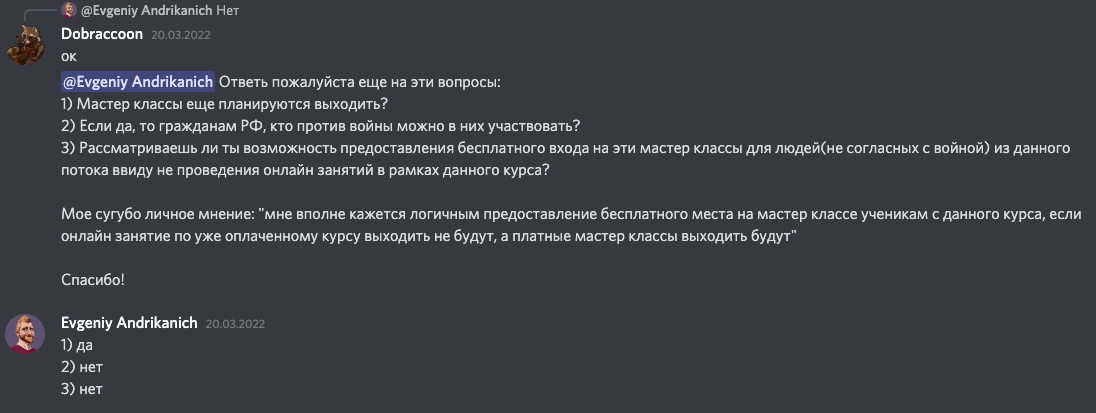 @Evgeniy Andrikanich Нет
Dobraccoon 20.03.2022
ок
@Evgeniy Andrikanich Ответь пожалуйста еще на эти вопросы:
1) Мастер классы еще планируются выходить?
2) Если да, то гражданам РФ, кто против войны можно в них участвовать?
3) Рассматриваешь ли ты возможность предоставления бесплатного входа на эти мастер классы для людей(не согласных с войной) из данного
потока ввиду не проведения онлайн занятий в рамках данного курса?
Мое сугубо личное мнение: "мне вполне кажется логичным предоставление бесплатного места на мастер классе ученикам с данного курса, если
онлайн занятие по уже оплаченному курсу выходить не будут, а платные мастер классы выходить будут"
Спасибо!
Evgeniy Andrikanich 20.03.2022
1) да
2) нет
3) нет